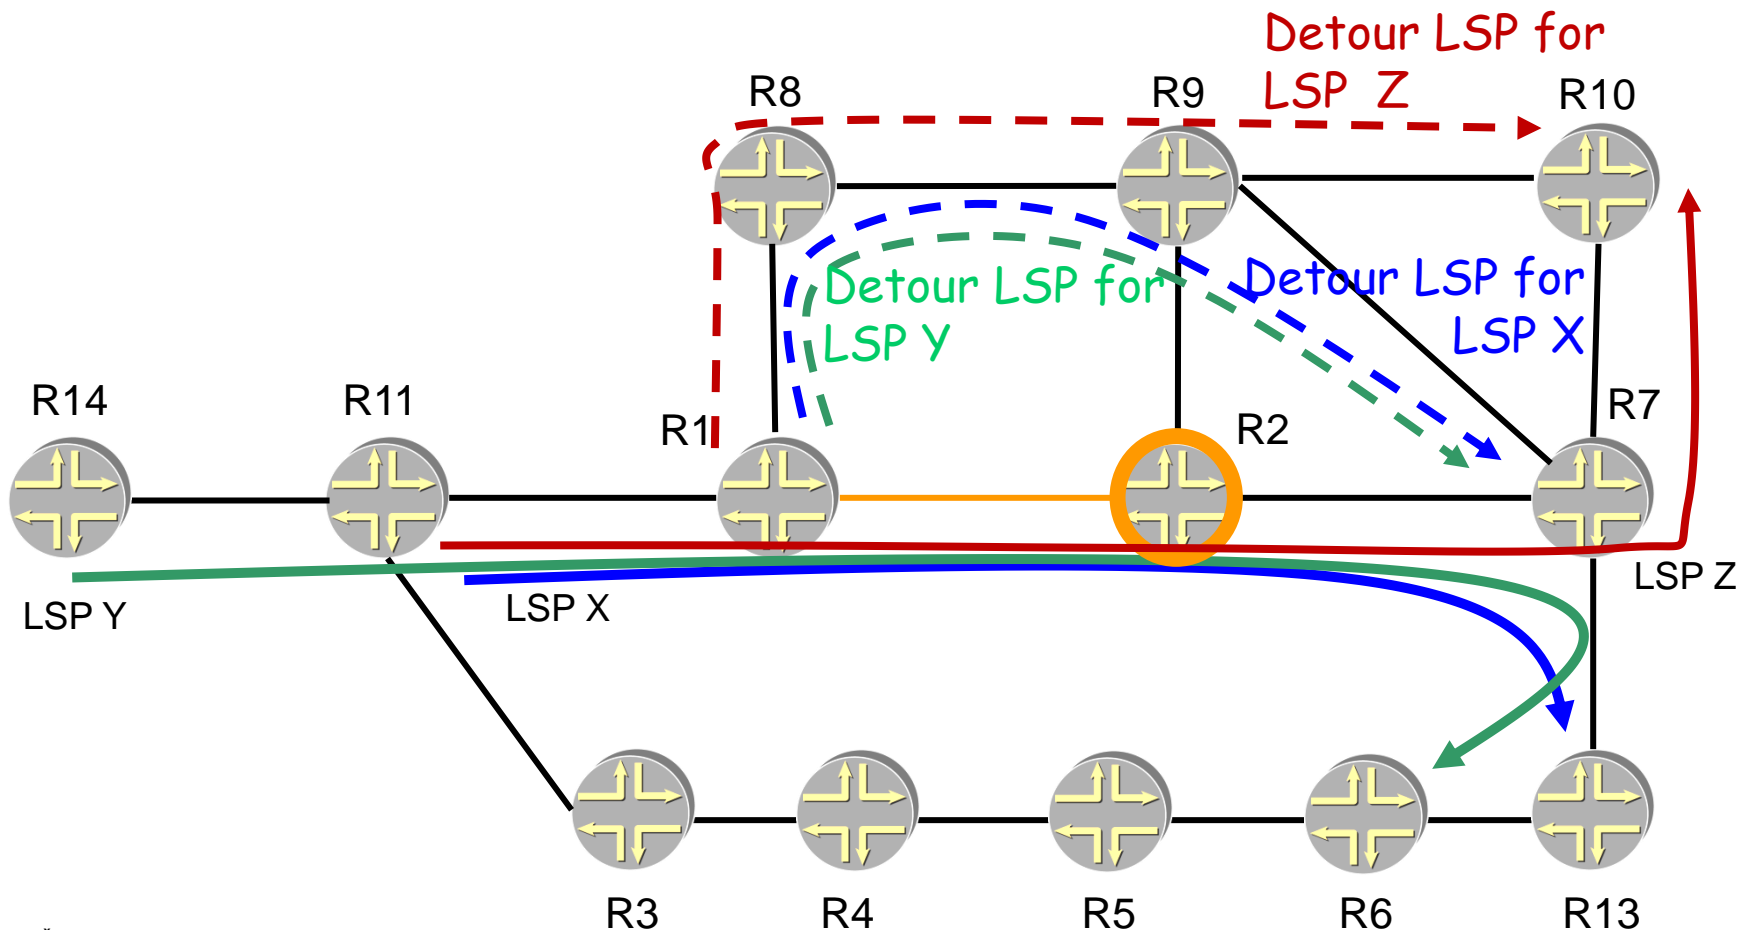 Detour LSP for
LSP Z
R8
R9
R10
Detour LSP for
LSP Y
Detour LSP for
LSP X
R14
R11
R1
R2
R7
LSP Y
LSP X
LSP Z
R3
R4
R5
R6
R13